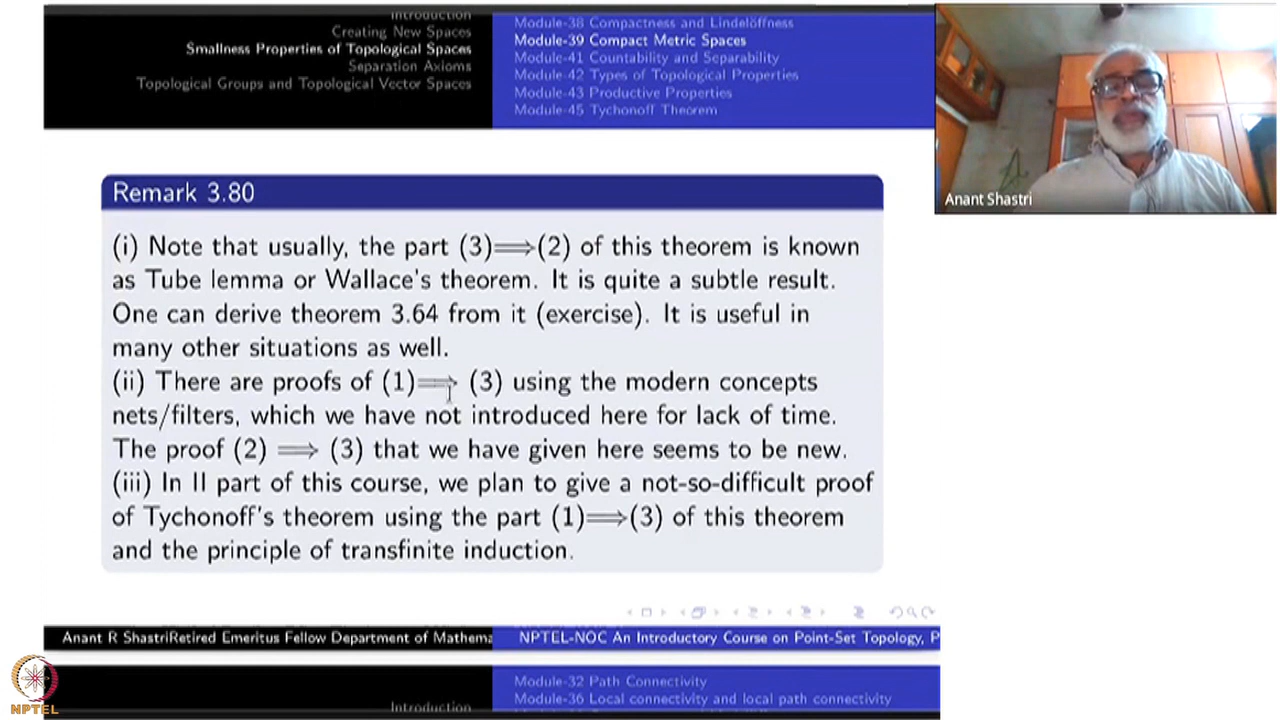 Introduction
Creating New Spaces
Smallness Properties of Topological Spaces
Separation Axioms
Topological Groups and Topological Vector Spaces
Module-38 Compactness and Lindelöffness
Module-39 Compact Metric Spaces
Module-41 Countability and Separability
Module-42 Types of Topological Properties
Module-43 Productive Properties
Module-45 Tychonoff Theorem
Anant Shastri
Remark 3.80
(i) Note that usually, the part (3)⟹(2) of this theorem is known
as Tube lemma or Wallace's theorem. It is quite a subtle result.
One can derive theorem 3.64 from it (exercise). It is useful in
many other situations as well.
(ii) There are proofs of (1)⟹ (3) using the modern concepts
nets/filters, which we have not introduced here for lack of time.
The proof (2) ⟹ (3) that we have given here seems to be new.
(iii) In II part of this course, we plan to give a not-so-difficult proof
of Tychonoff's theorem using the part (1)⟹(3) of this theorem
and the principle of transfinite induction.
Anant R ShastriRetired Emeritus Fellow Department of Mathema
NPTEL-NOC An Introductory Course on Point-Set Topology, P
Module-32 Path Connectivity
Module-36 Local connectivity and local path connectivity
Introduction
NPTEL